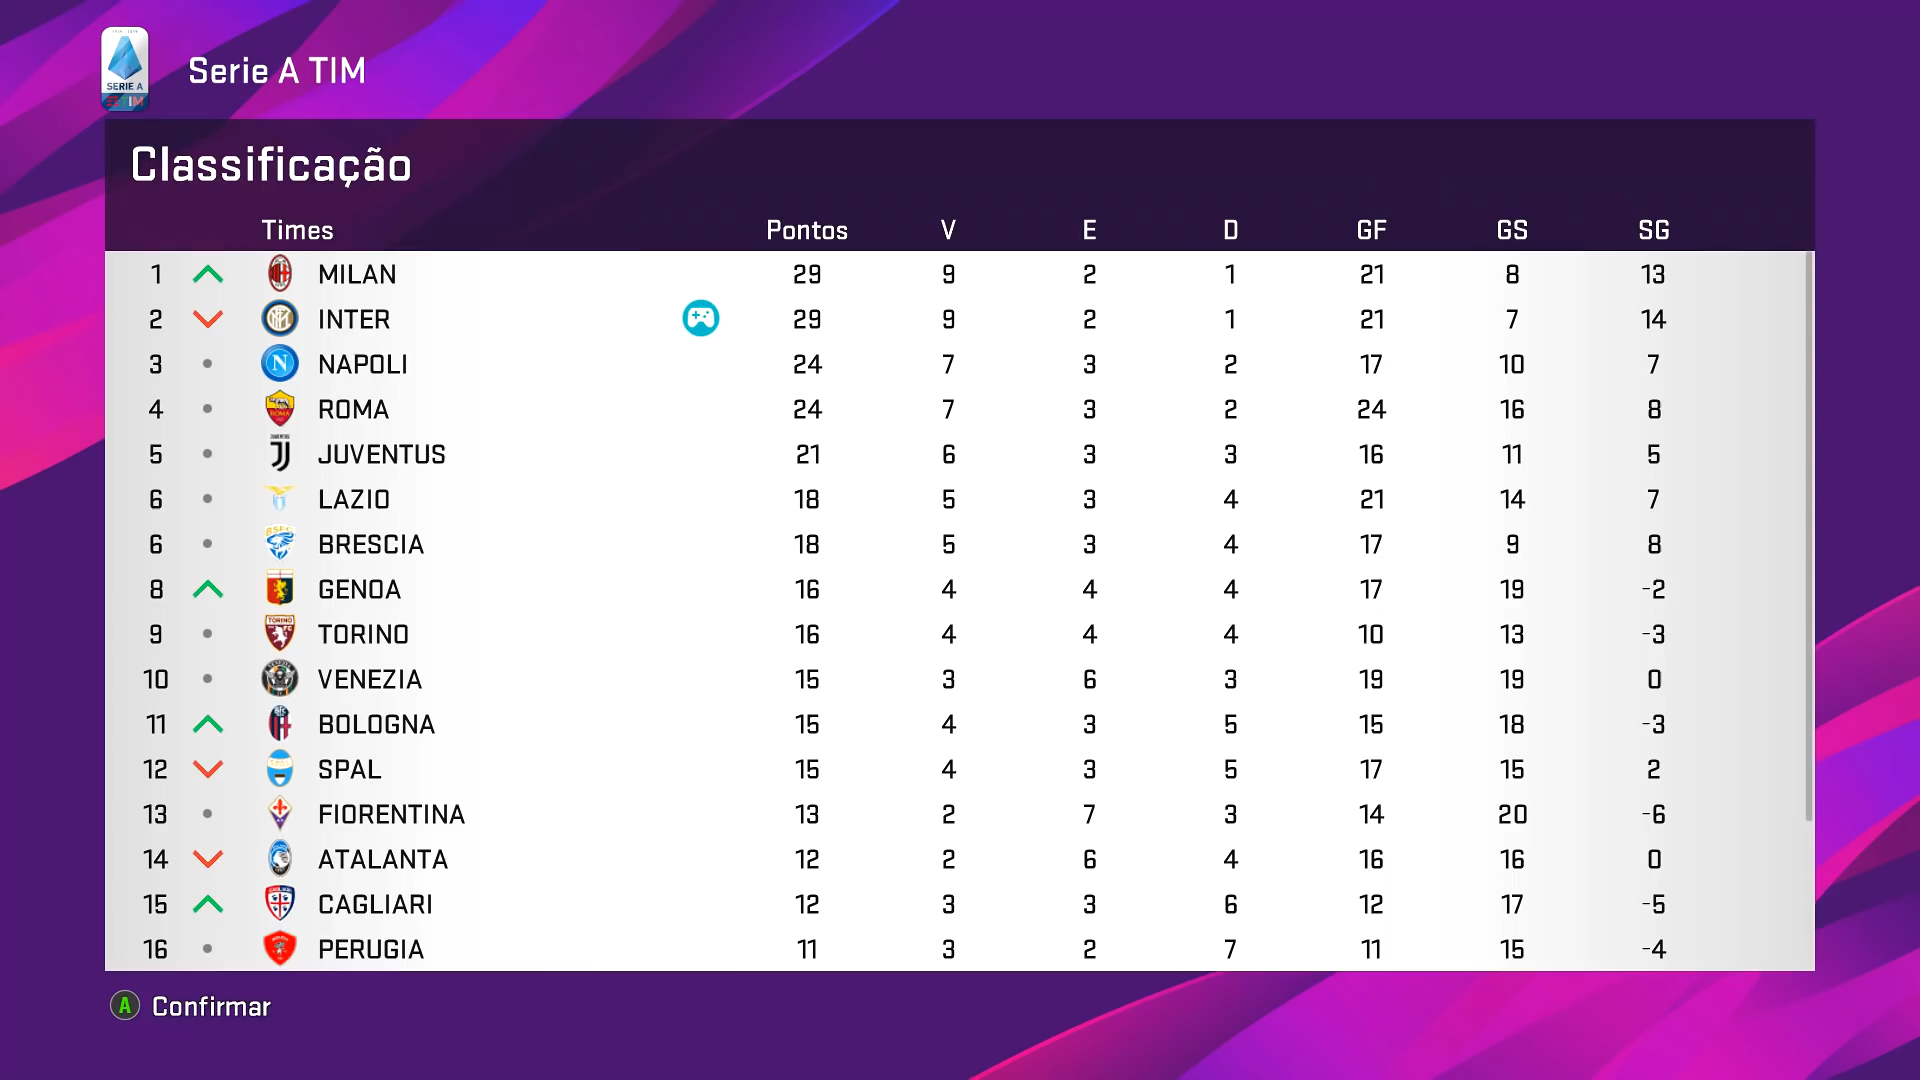 SERIE A
TIM
Serie A TIM
Classificação
Times Pontos V E D GF GS SG
1 MILAN 29 9 2 1 21 8 13
2 INTER 29 9 2 1 21 7 14
3 NAPOLI 24 7 3 2 17 10 7
4 ROMA 24 7 3 2 24 16 8
5 JUVENTUS 21 6 3 3 16 11 5
6 LAZIO 18 5 3 4 21 14 7
6 BRESCIA 18 5 3 4 17 9 8
8 GENOA 16 4 4 4 17 19 -2
9 TORINO 16 4 4 4 10 13 -3
10 VENEZIA 15 3 6 3 19 19 0
11 BOLOGNA 15 4 3 5 15 18 -3
12 SPAL 15 4 3 5 17 15 2
13 FIORENTINA 13 2 7 3 14 20 -6
14 ATALANTA 12 2 6 4 16 16 0
15 CAGLIARI 12 3 3 6 12 17 -5
16 PERUGIA 11 3 2 7 11 15 -4
A Confirmar